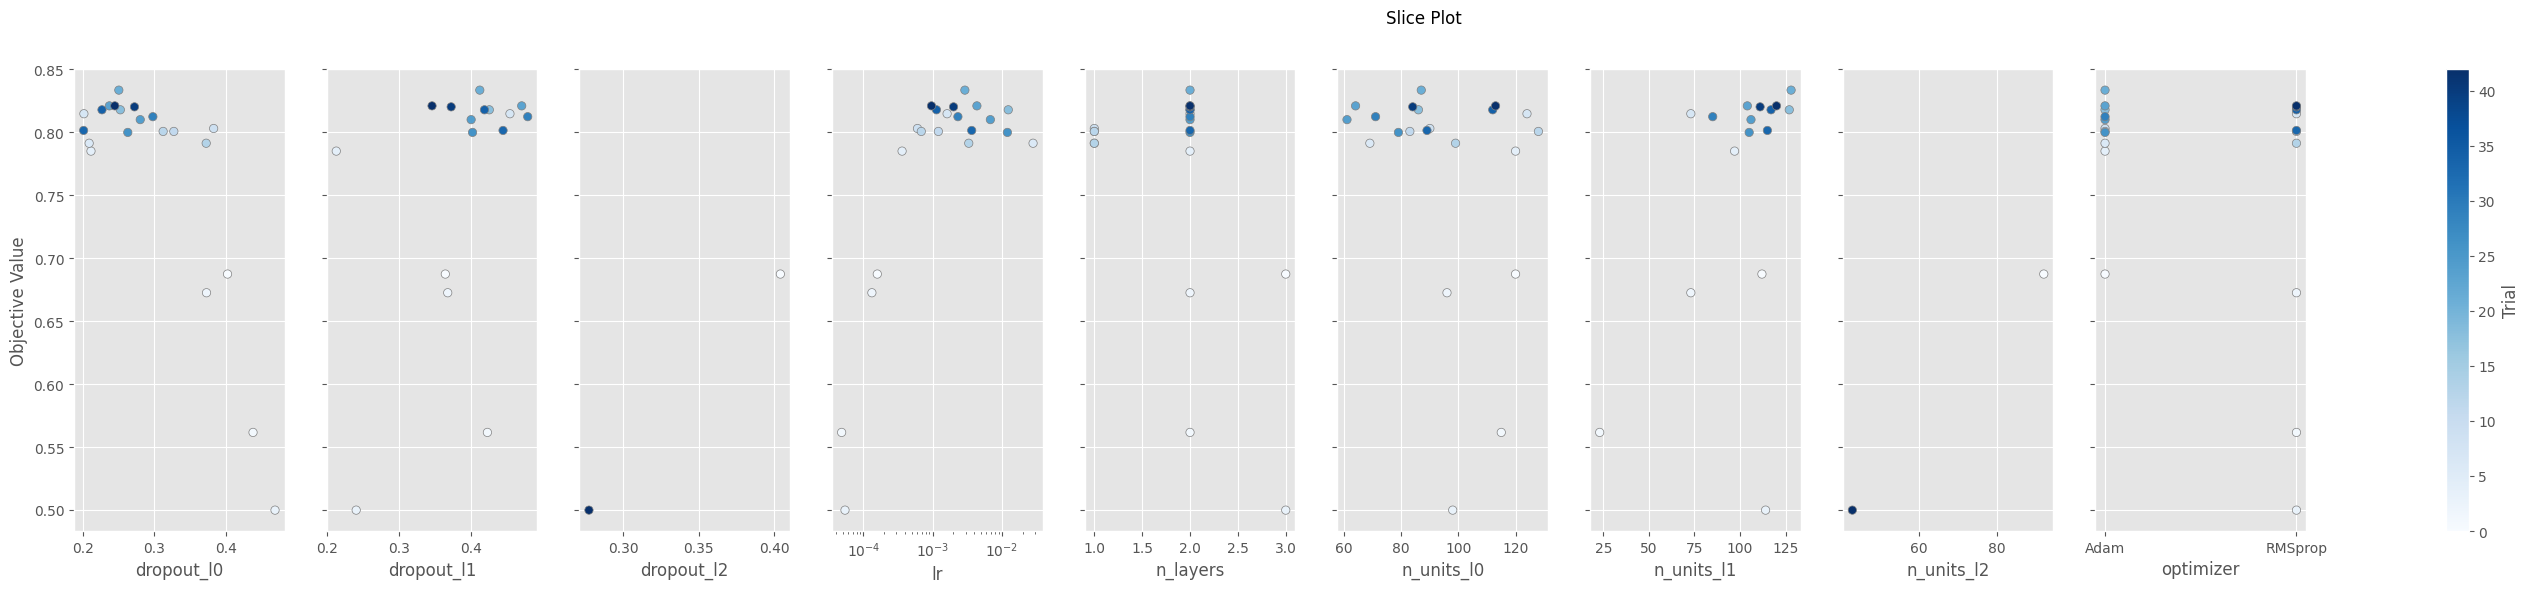 Slice Plot
Objective Value
0.85
0.80
0.75
0.70
0.65
0.60
0.55
0.50
0.2 0.3 0.4
dropout_l0
0.2 0.3 0.4
dropout_l1
0.30 0.35 0.40
dropout_l2
10⁻⁴ 10⁻³ 10⁻²
lr
1.0 1.5 2.0 2.5 3.0
n_layers
60 80 100 120
n_units_l0
25 50 75 100 125
n_units_l1
60 80
n_units_l2
Adam RMSprop
optimizer
40
35
30
25
20
15
10
5
0
Trial